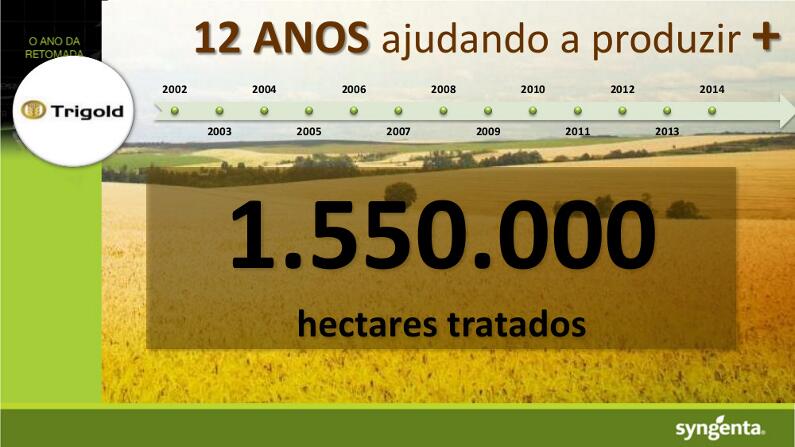 12 ANOS ajudando a produzir +
O ANO DA
RETOMADA
Trigold
2002 2004 2006 2008 2010 2012 2014
2003 2005 2007 2009 2011 2013
1.550.000
hectares tratados
syngenta